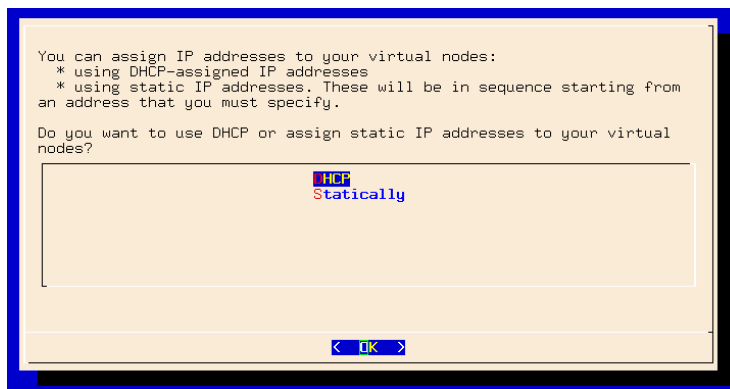 You can assign IP addresses to your virtual nodes:
* using DHCP-assigned IP addresses
* using static IP addresses. These will be in sequence starting from
an address that you must specify.
Do you want to use DHCP or assign static IP addresses to your virtual
nodes?
DHCP
Statically
< OK >